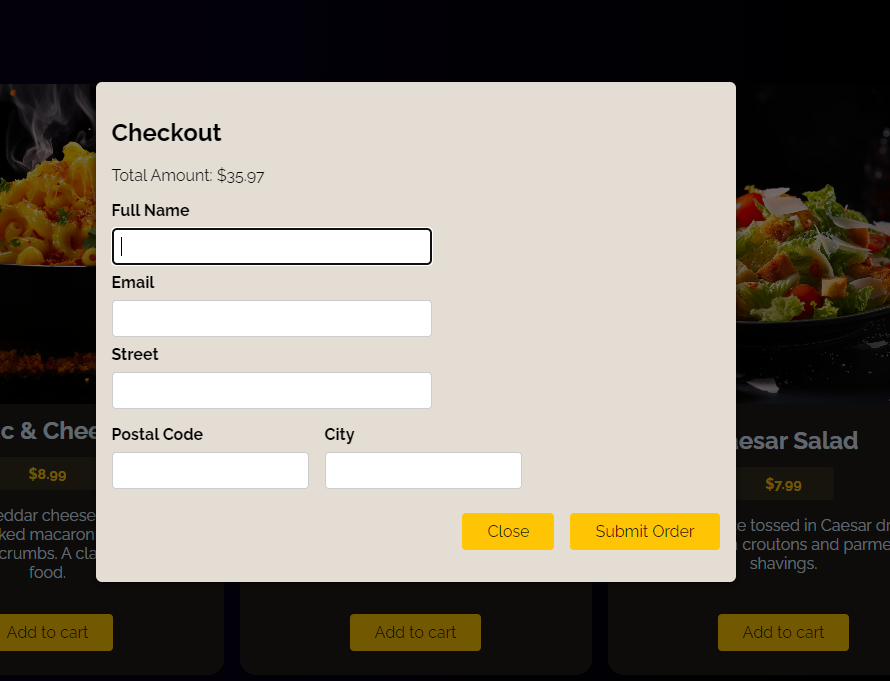 Checkout
Total Amount: $35.97
Full Name
Email
Street
Postal Code
City
Close
Submit Order
c & Chee
$8.99
eddar cheese
ked macaron
crumbs. A cla
food.
Add to cart
Add to cart
esar Salad
$7.99
e tossed in Caesar dr
croutons and parme
shavings.
Add to cart